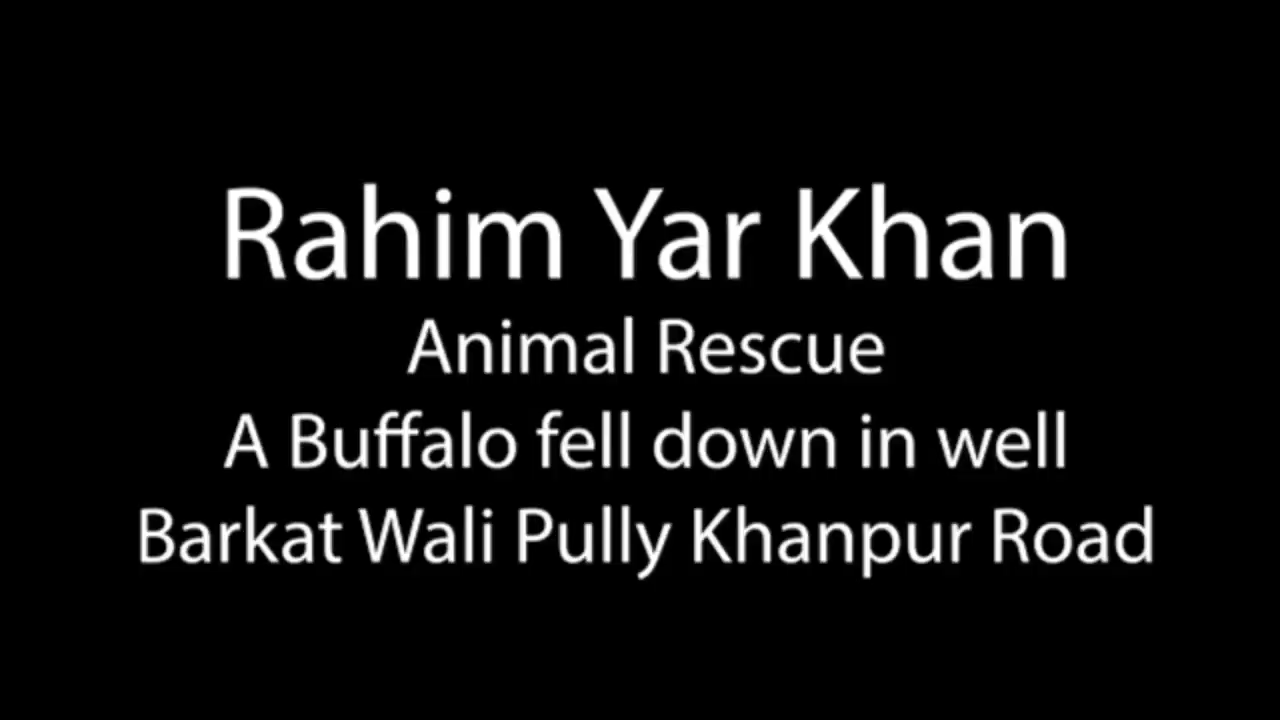 Rahim Yar Khan
Animal Rescue
A Buffalo fell down in well
Barkat Wali Pully Khanpur Road